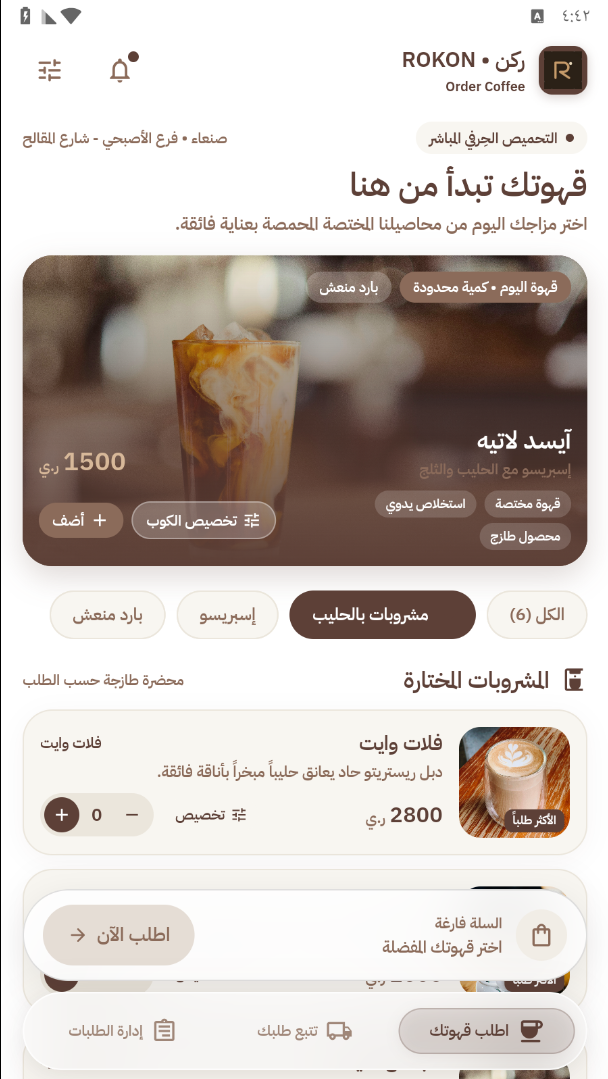 ٤:٤٢
A
ركن • ROKON
Order Coffee
التحميص الحِرفي المباشر
صنعاء • فرع الأصبحي - شارع المقالح
قهوتك تبدأ من هنا
اختر مزاجك اليوم من محاصيلنا المختصة المحمصة بعناية فائقة.
قهوة اليوم • كمية محدودة
بارد منعش
آيسد لاتيه
إسبريسو مع الحليب والثلج
1500 ر.ي
قهوة مختصة
استخلاص يدوي
محصول طازج
تخصيص الكوب
+ أضف
الكل (6)
مشروبات بالحليب
إسبريسو
بارد منعش
المشروبات المختارة
محضرة طازجة حسب الطلب
فلات وايت
فلات وايت
دبل ريستريتو حاد يعانق حليباً مبخراً بأناقة فائقة.
2800 ر.ي
تخصيص
− 0 +
الأكثر طلباً
السلة فارغة
اختر قهوتك المفضلة
اطلب الآن
اطلب قهوتك
تتبع طلبك
إدارة الطلبات